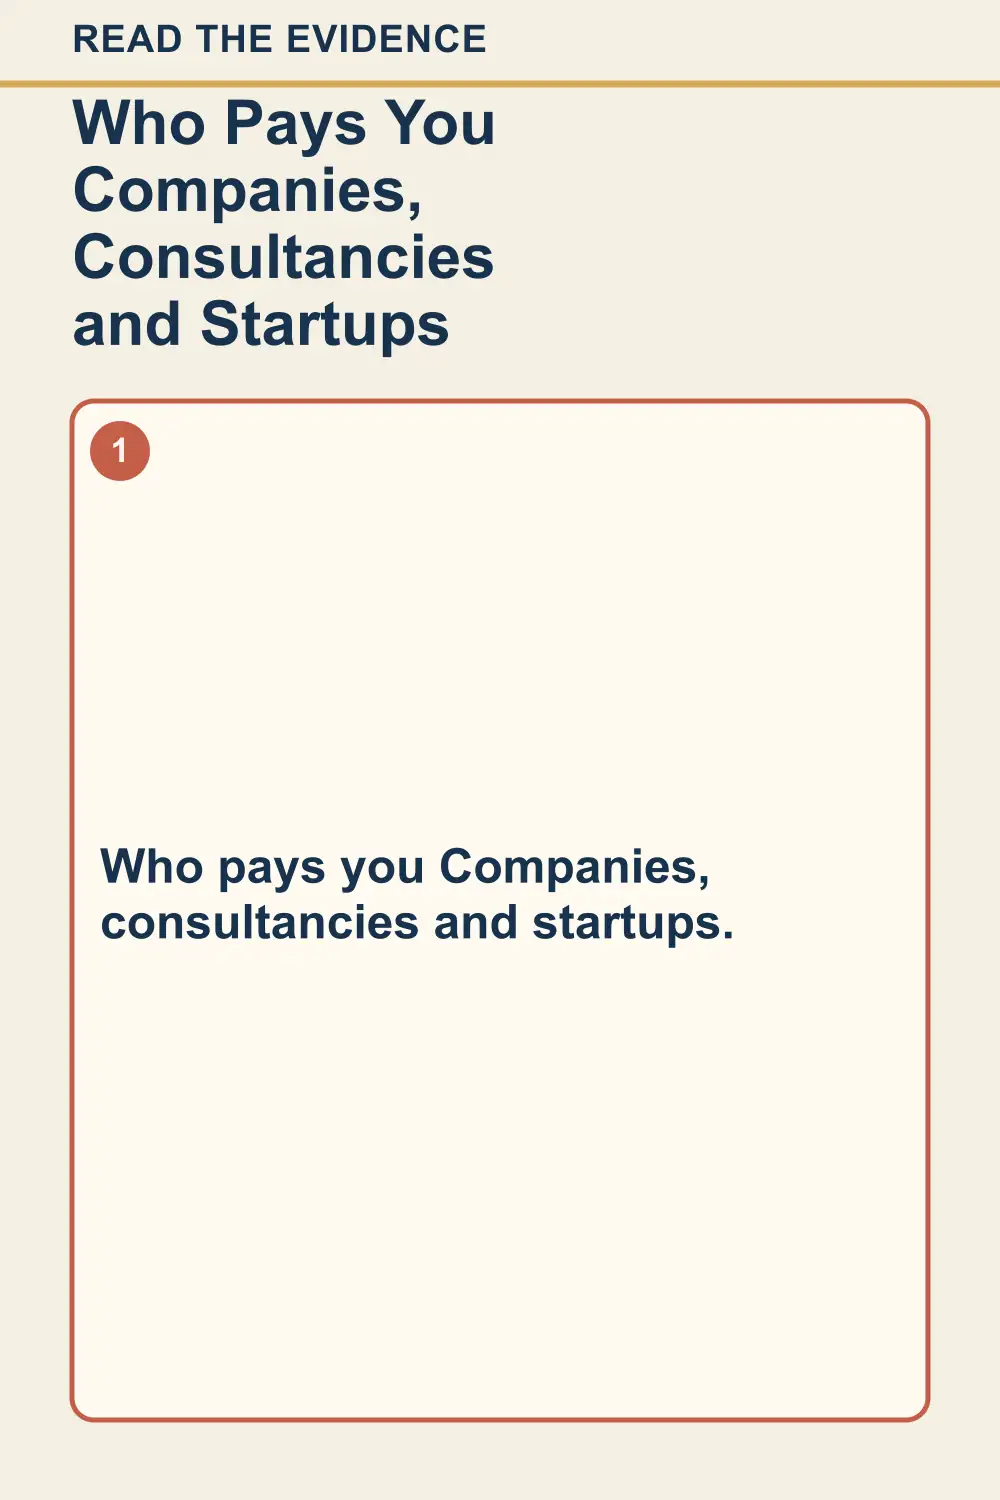 READ THE EVIDENCE
Who Pays You
Companies,
Consultancies
and Startups
1
Who pays you Companies,
consultancies and startups.